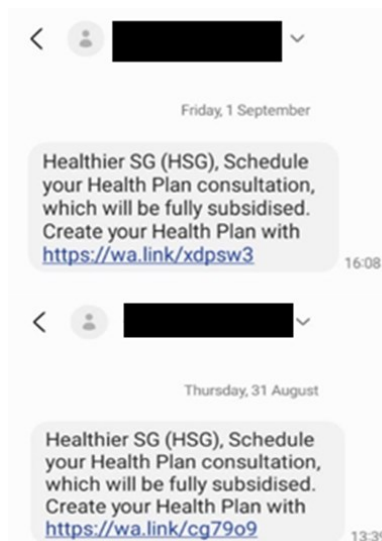 Friday, 1 September
Healthier SG (HSG), Schedule
your Health Plan consultation,
which will be fully subsidised.
Create your Health Plan with
https://wa.link/xdpsw3
16:08
Thursday, 31 August
Healthier SG (HSG), Schedule
your Health Plan consultation,
which will be fully subsidised.
Create your Health Plan with
https://wa.link/cg79o9
13:39